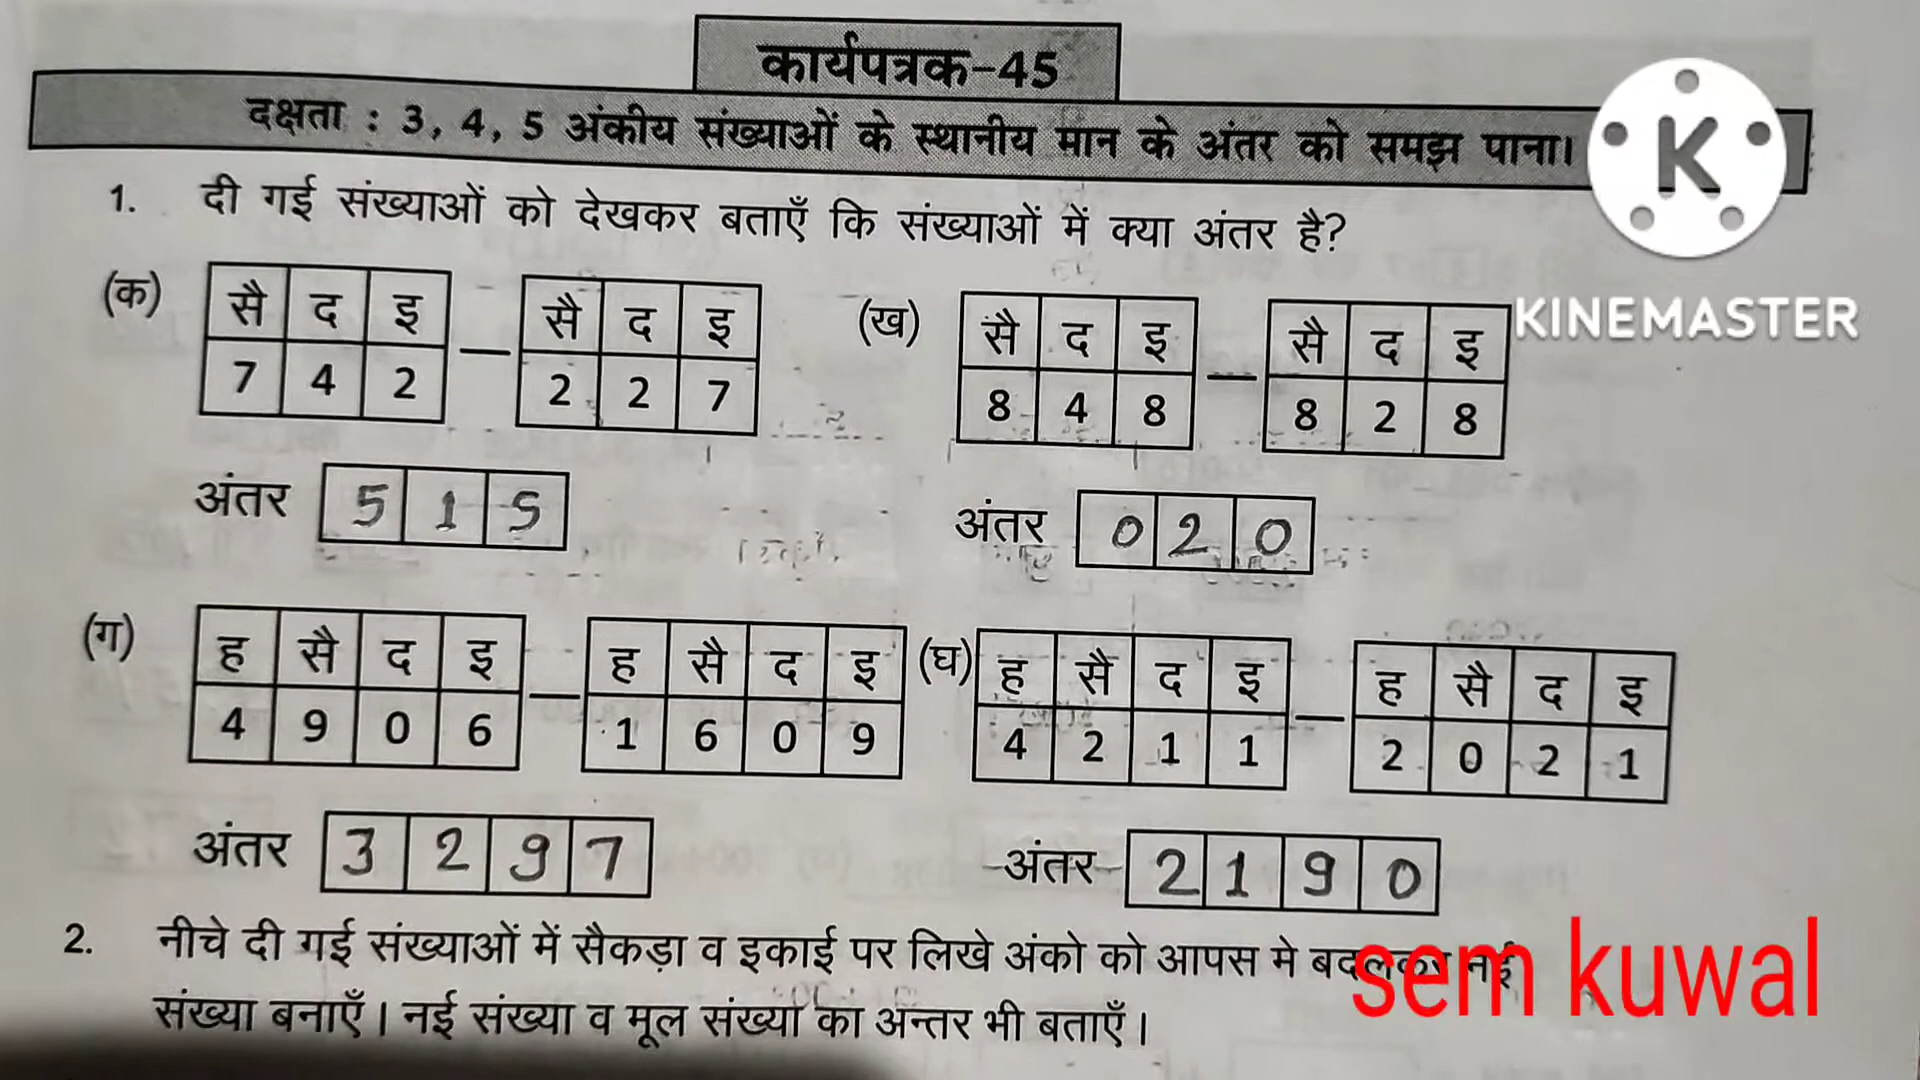 कार्यपत्रक-45
दक्षता : 3, 4, 5 अंकीय संख्याओं के स्थानीय मान के अंतर को समझ पाना।
K
KINEMASTER
1. दी गई संख्याओं को देखकर बताएँ कि संख्याओं में क्या अंतर है?
(क) सै द इ — सै द इ (ख) सै द इ — सै द इ
7 4 2 2 2 7 8 4 8 8 2 8
अंतर 5 1 5 अंतर 0 2 0
(ग) ह सै द इ — ह सै द इ (घ) ह सै द इ — ह सै द इ
4 9 0 6 1 6 0 9 4 2 1 1 2 0 2 1
अंतर 3 2 9 7 अंतर 2 1 9 0
2. नीचे दी गई संख्याओं में सैकड़ा व इकाई पर लिखे अंको को आपस मे बदलकर नई
संख्या बनाएँ। नई संख्या व मूल संख्या का अन्तर भी बताएँ।
sem kuwal